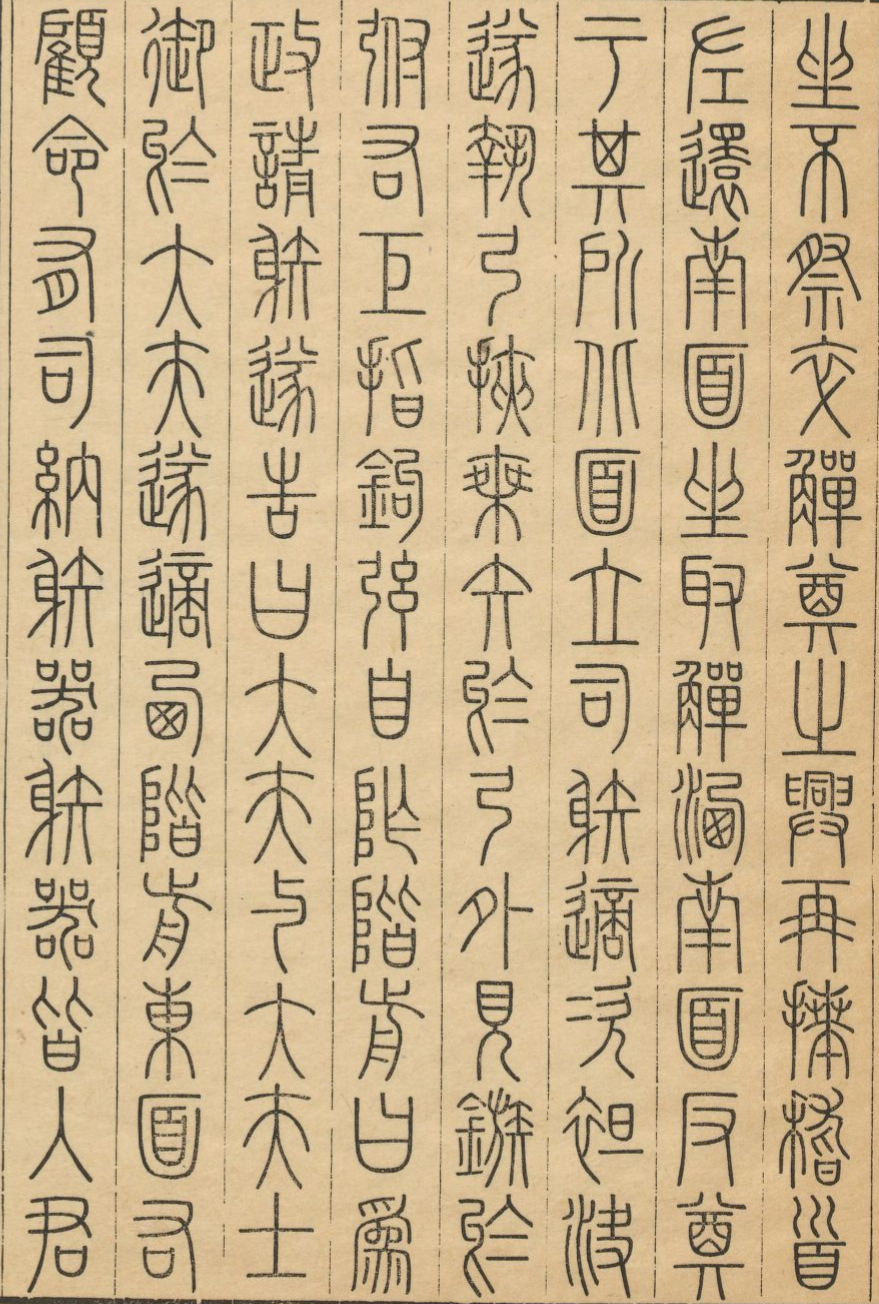 坐不祭卒觶奠之興再拜稽首
左還南面坐取觶洒南面反奠
于其所北面立司射適次袒決
遂執弓挾乘矢於弓外見鏃於
弣右巨指鉤弦自阼階前曰為
政請射遂告曰大夫与大夫士
御於大夫遂適西階前東面右
顧命有司納射器射器皆入君